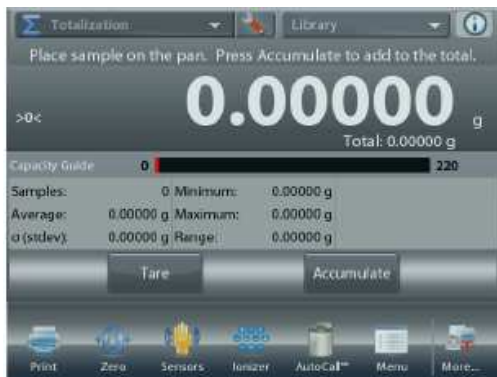 Σ Totalization Library i
Place sample on the pan. Press Accumulate to add to the total.
>0< 0.00000 g
Total: 0.00000 g
Capacity Guide 0 220
Samples: 0 Minimum: 0.00000 g
Average: 0.00000 g Maximum: 0.00000 g
σ (stdev): 0.00000 g Range: 0.00000 g
Tare Accumulate
Print Zero Sensors Ionizer AutoCal™ Menu More...